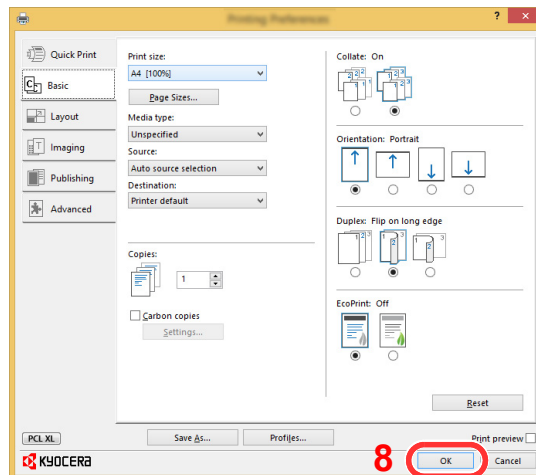 Printing Preferences
?
Quick Print
Basic
Layout
Imaging
Publishing
Advanced
Print size:
A4 [100%]
Page Sizes...
Media type:
Unspecified
Source:
Auto source selection
Destination:
Printer default
Copies:
1
Carbon copies
Settings...
Collate: On
Orientation: Portrait
Duplex: Flip on long edge
EcoPrint: Off
Reset
PCL XL
Save As...
Profiles...
Print preview
KYOCERA
8
OK
Cancel